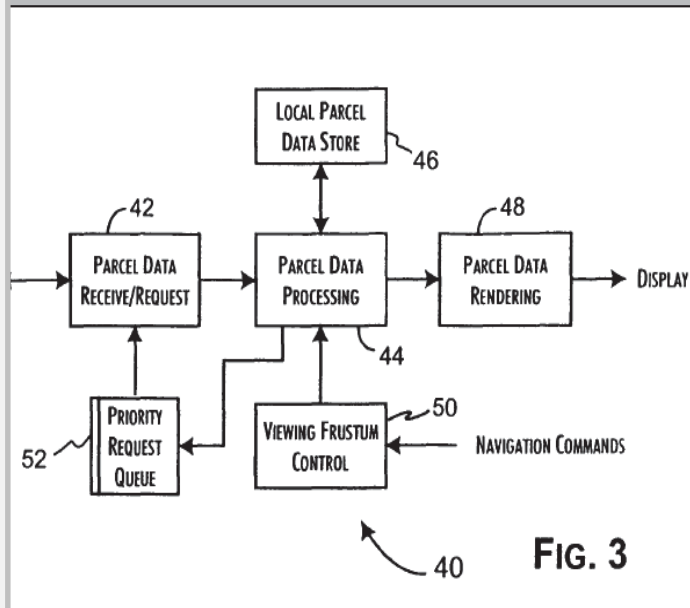 LOCAL PARCEL
DATA STORE
46
42
PARCEL DATA
RECEIVE/REQUEST
PARCEL DATA
PROCESSING
44
48
PARCEL DATA
RENDERING
DISPLAY
PRIORITY
REQUEST
QUEUE
52
VIEWING FRUSTUM
CONTROL
50
NAVIGATION COMMANDS
40
FIG. 3